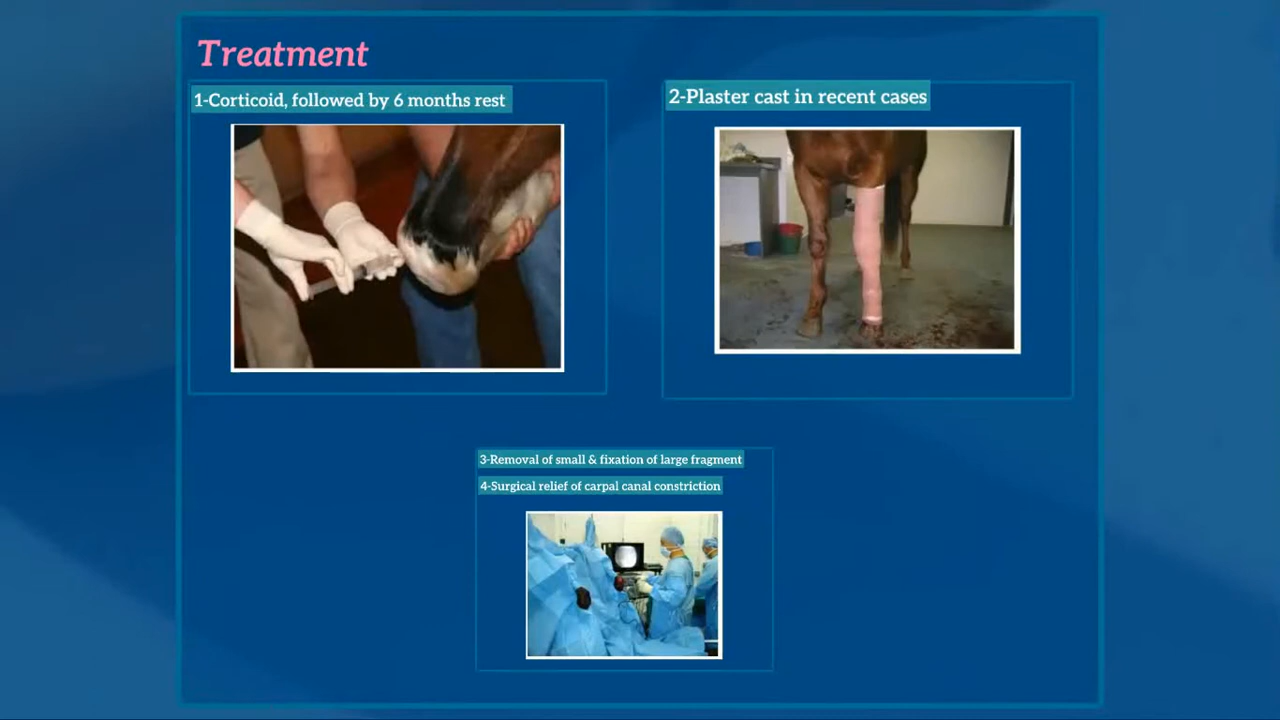 Treatment
1-Corticoid, followed by 6 months rest
2-Plaster cast in recent cases
3-Removal of small & fixation of large fragment
4-Surgical relief of carpal canal constriction